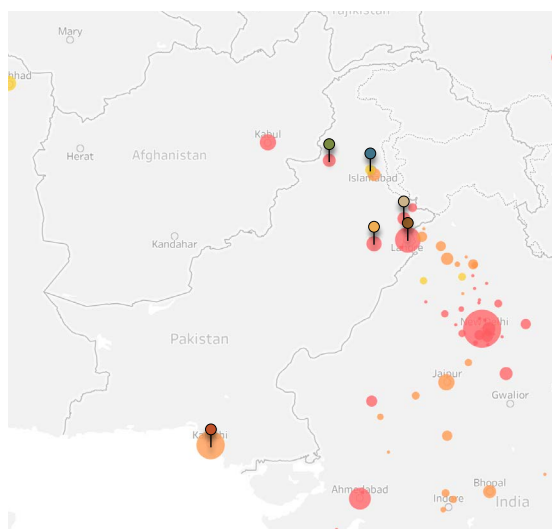 Tajikistan
Mary
hhad
Kabul
Herat
Afghanistan
Islamabad
Kandahar
Lahore
Pakistan
New Delhi
Jaipur
Gwalior
Karachi
Ahmedabad
Bhopal
Indore
India